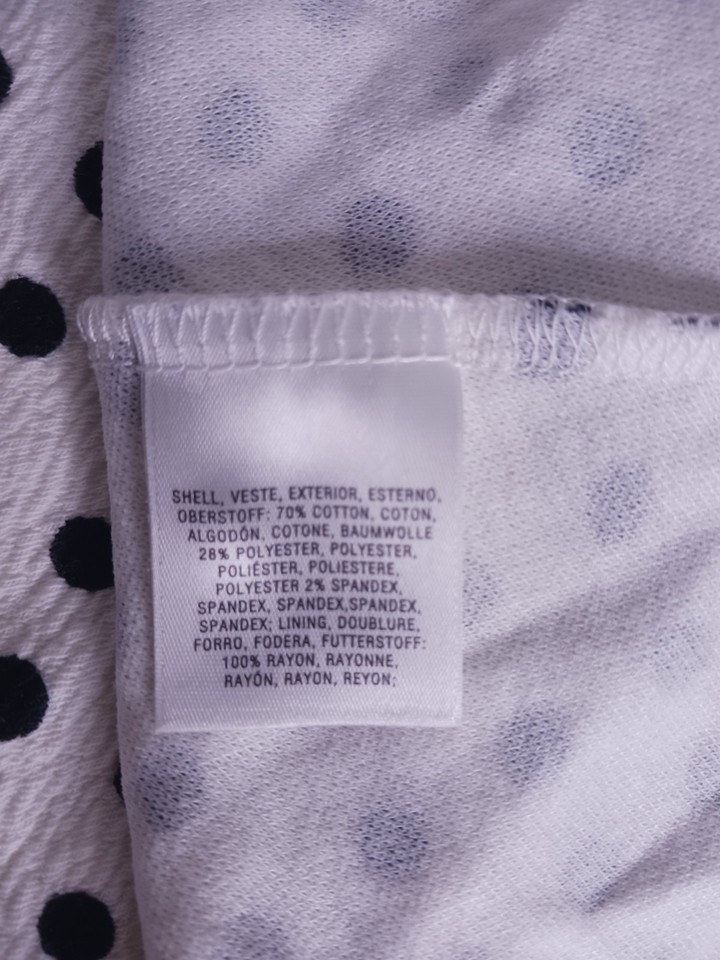 SHELL, VESTE, EXTERIOR, ESTERNO,
OBERSTOFF: 70% COTTON, COTON,
ALGODÓN, COTONE, BAUMWOLLE
28% POLYESTER, POLYESTER,
POLIÉSTER, POLIESTERE,
POLYESTER 2% SPANDEX,
SPANDEX, SPANDEX,SPANDEX,
SPANDEX; LINING, DOUBLURE,
FORRO, FODERA, FUTTERSTOFF:
100% RAYON, RAYONNE,
RAYÓN, RAYON, REYON;